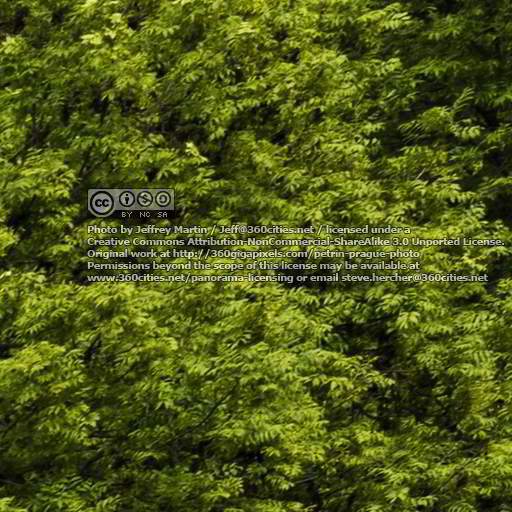 cc
BY NC SA
Photo by Jeffrey Martin / Jeff@360cities.net / licensed under a
Creative Commons Attribution-NonCommercial-ShareAlike 3.0 Unported License.
Original work at http://360gigapixels.com/petrin-prague-photo
Permissions beyond the scope of this license may be available at
www.360cities.net/panorama-licensing or email steve.hercher@360cities.net